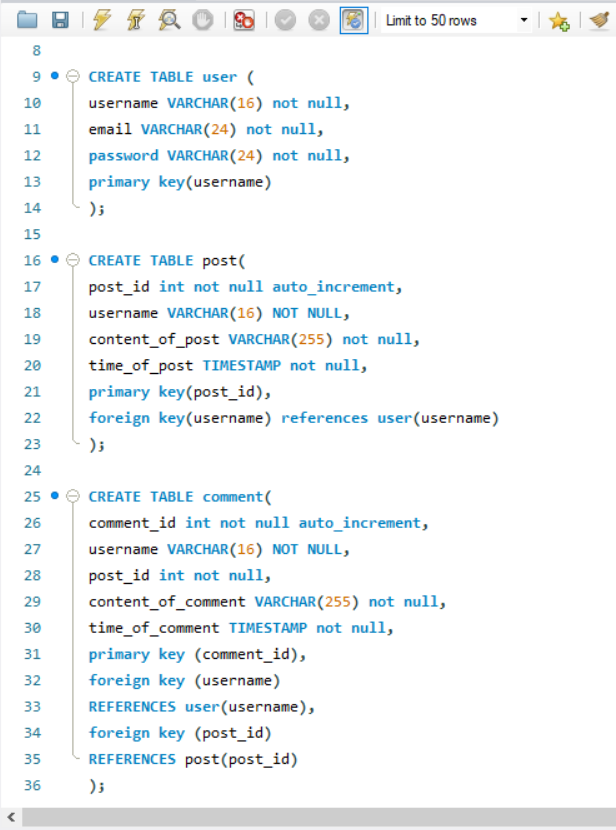 Limit to 50 rows
8
9 CREATE TABLE user (
10 username VARCHAR(16) not null,
11 email VARCHAR(24) not null,
12 password VARCHAR(24) not null,
13 primary key(username)
14 );
15
16 CREATE TABLE post(
17 post_id int not null auto_increment,
18 username VARCHAR(16) NOT NULL,
19 content_of_post VARCHAR(255) not null,
20 time_of_post TIMESTAMP not null,
21 primary key(post_id),
22 foreign key(username) references user(username)
23 );
24
25 CREATE TABLE comment(
26 comment_id int not null auto_increment,
27 username VARCHAR(16) NOT NULL,
28 post_id int not null,
29 content_of_comment VARCHAR(255) not null,
30 time_of_comment TIMESTAMP not null,
31 primary key (comment_id),
32 foreign key (username)
33 REFERENCES user(username),
34 foreign key (post_id)
35 REFERENCES post(post_id)
36 );